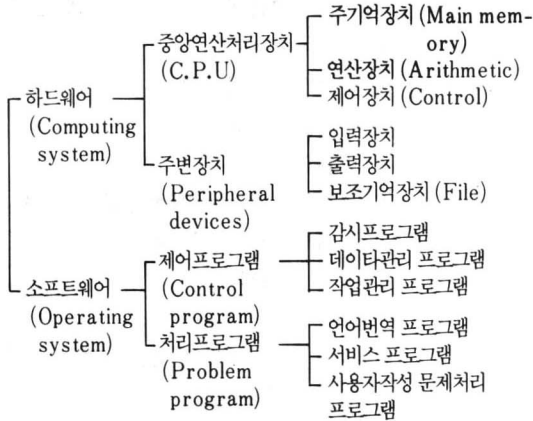 주기억장치 (Main mem-
ory)
중앙연산처리장치
(C.P.U)
연산장치 (Arithmetic)
제어장치 (Control)
하드웨어
(Computing
system)
입력장치
주변장치
(Peripheral
devices)
출력장치
보조기억장치 (File)
감시프로그램
제어프로그램
(Control
program)
데이타관리 프로그램
작업관리 프로그램
소프트웨어
(Operating
system)
처리프로그램
(Problem
program)
언어번역 프로그램
서비스 프로그램
사용자작성 문제처리
프로그램